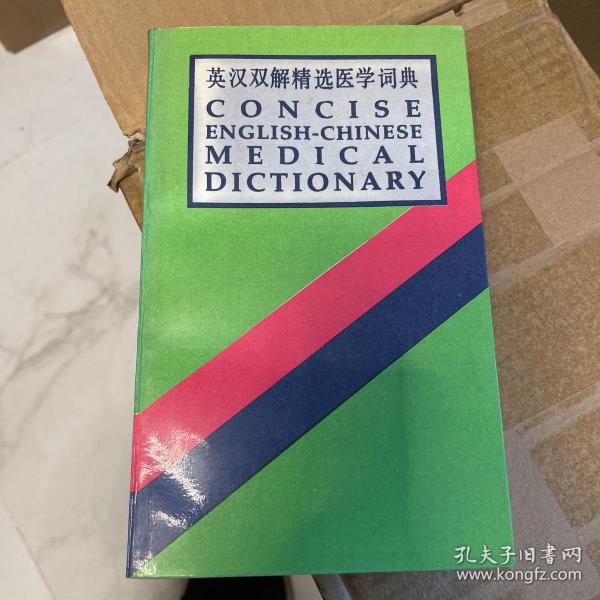 英汉双解精选医学词典
CONCISE
ENGLISH-CHINESE
MEDICAL
DICTIONARY
孔夫子旧书网
www.kongfz.com